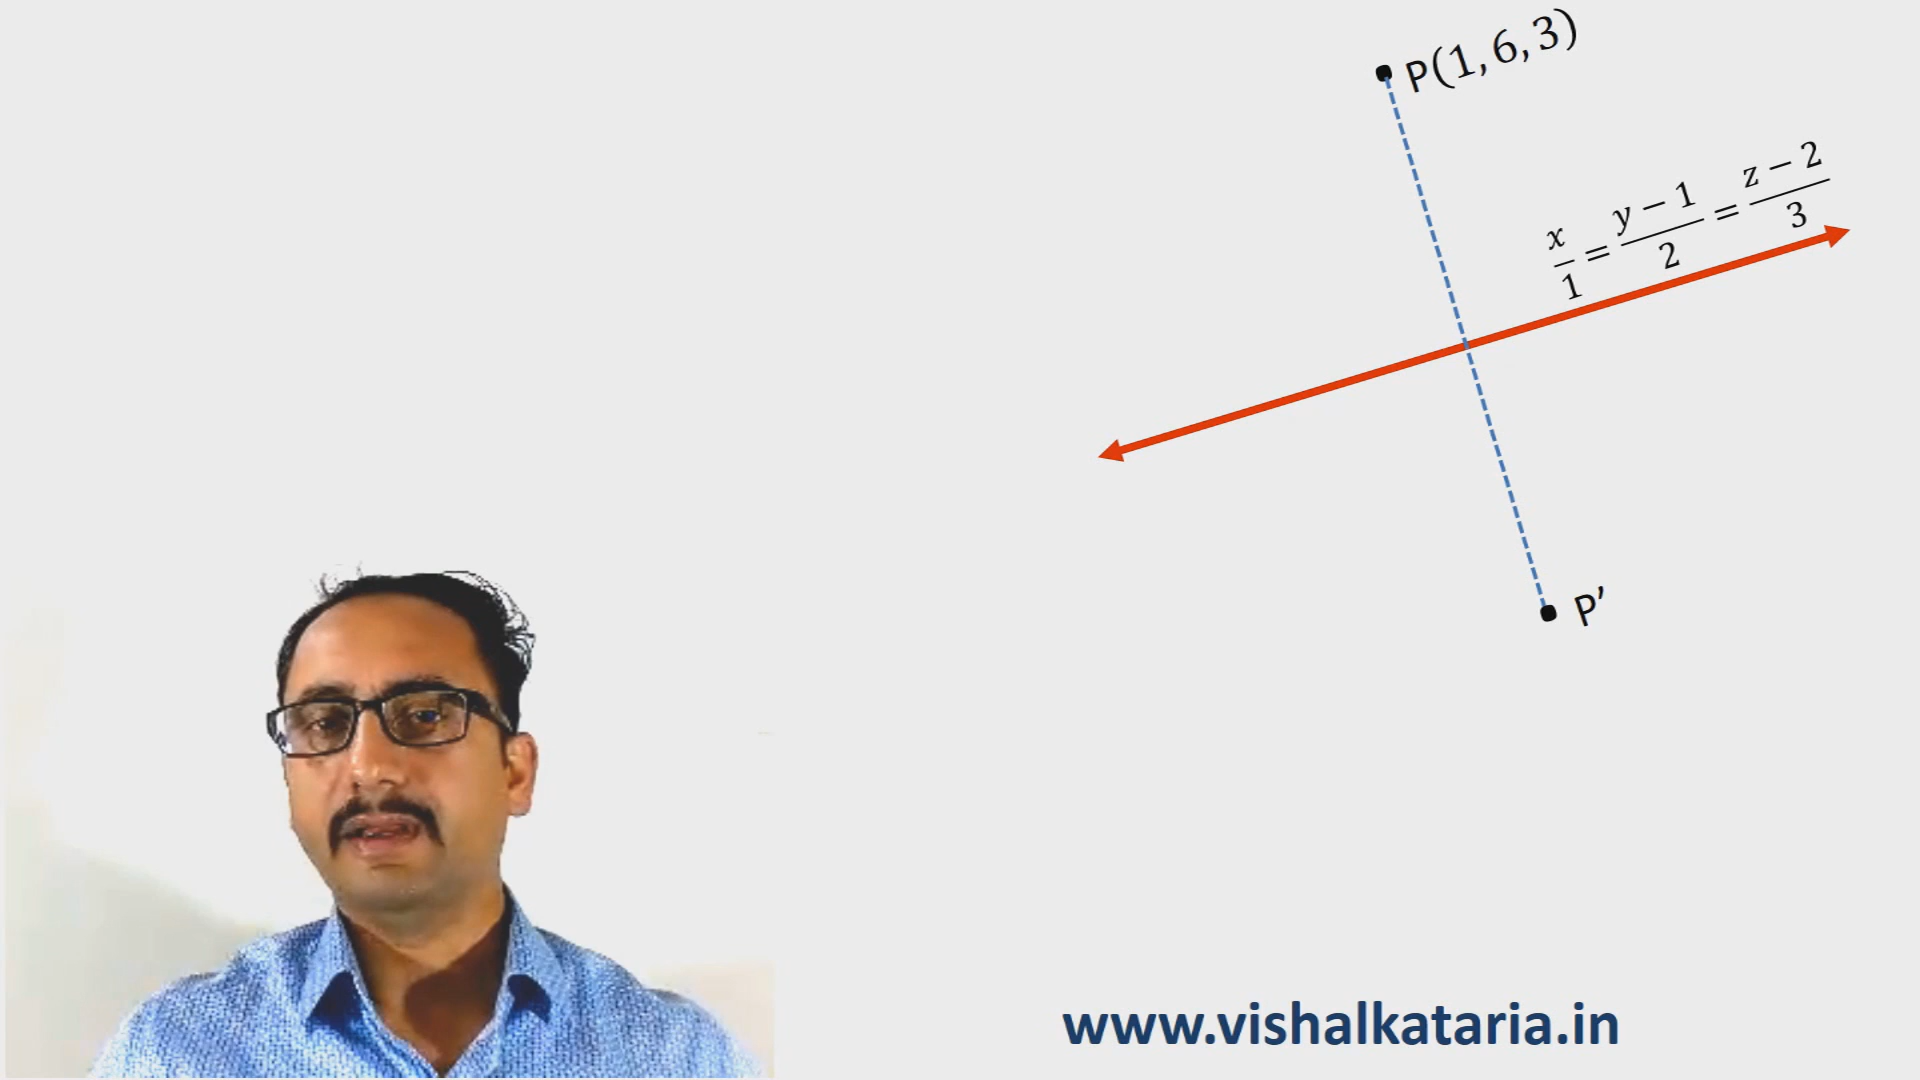 P(1, 6, 3)
x/1 = y − 1/2 = z − 2/3
P′
www.vishalkataria.in